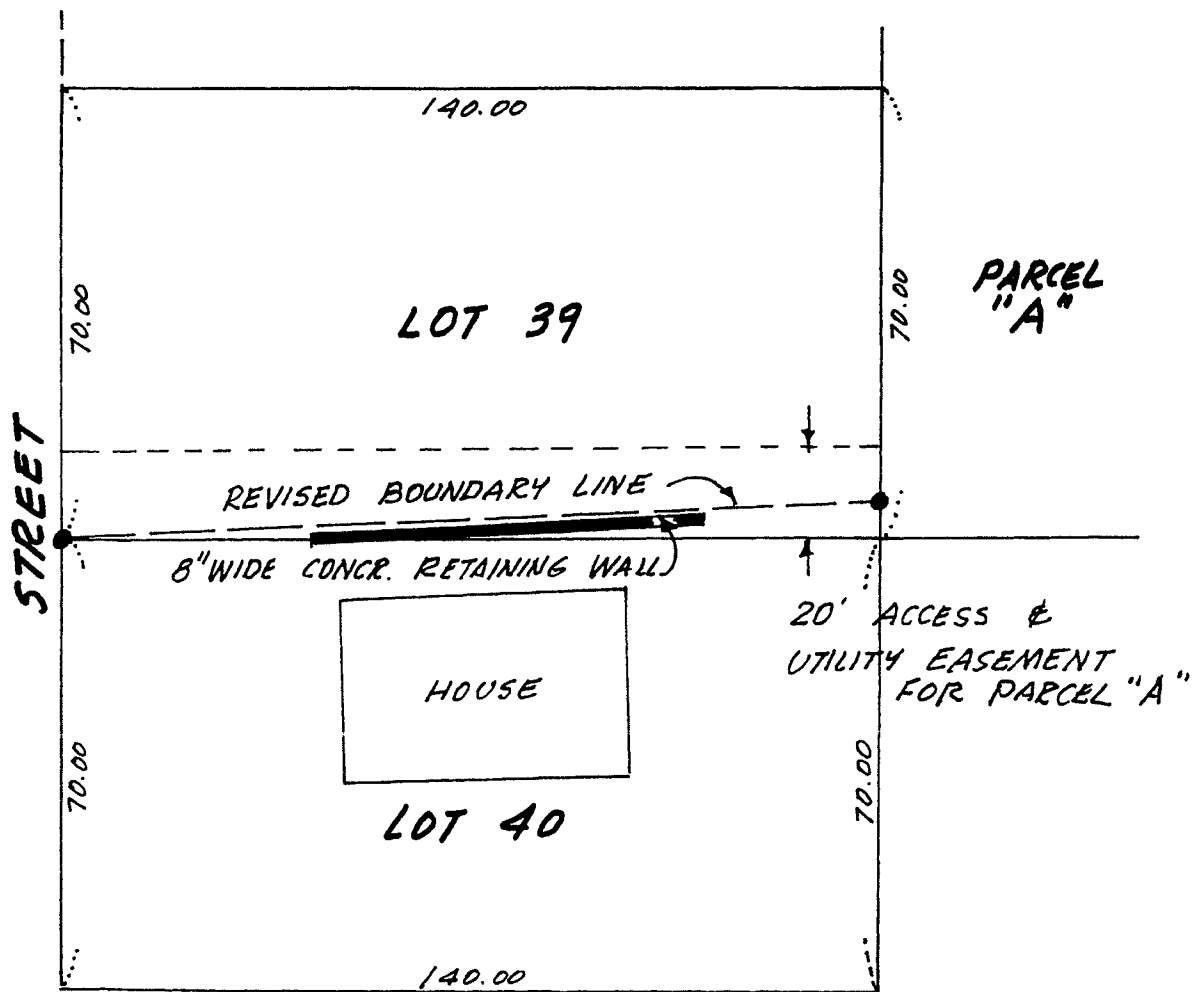 140.00
70.00
LOT 39
70.00
PARCEL
"A"
STREET
REVISED BOUNDARY LINE
8" WIDE CONCR. RETAINING WALL
20' ACCESS &
UTILITY EASEMENT
FOR PARCEL "A"
HOUSE
70.00
70.00
LOT 40
140.00